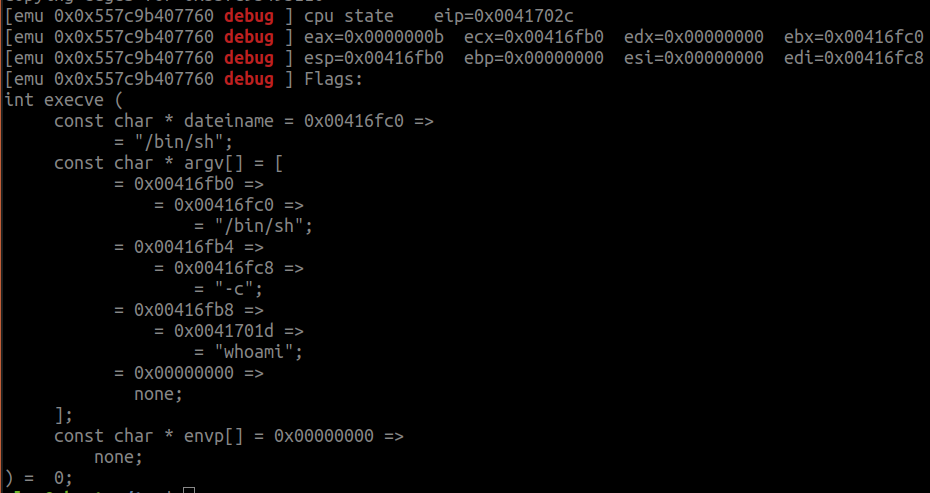 [emu 0x0x557c9b407760 debug ] cpu state    eip=0x0041702c
[emu 0x0x557c9b407760 debug ] eax=0x0000000b  ecx=0x00416fb0  edx=0x00000000  ebx=0x00416fc0
[emu 0x0x557c9b407760 debug ] esp=0x00416fb0  ebp=0x00000000  esi=0x00000000  edi=0x00416fc8
[emu 0x0x557c9b407760 debug ] Flags:
int execve (
     const char * dateiname = 0x00416fc0 =>
           = "/bin/sh";
     const char * argv[] = [
           = 0x00416fb0 =>
               = 0x00416fc0 =>
                   = "/bin/sh";
           = 0x00416fb4 =>
               = 0x00416fc8 =>
                   = "-c";
           = 0x00416fb8 =>
               = 0x0041701d =>
                   = "whoami";
           = 0x00000000 =>
             none;
     ];
     const char * envp[] = 0x00000000 =>
         none;
) =  0;